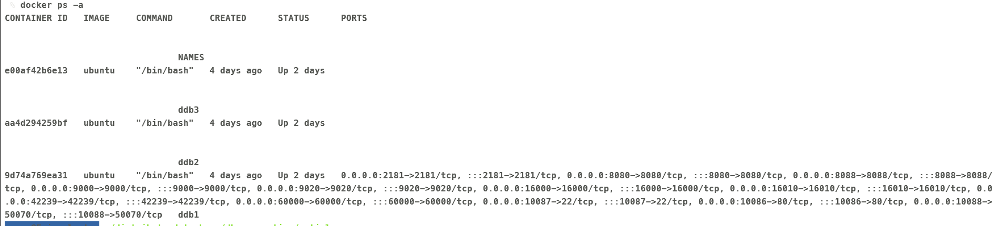 % docker ps -a
CONTAINER ID   IMAGE     COMMAND       CREATED      STATUS      PORTS
NAMES
e00af42b6e13   ubuntu    "/bin/bash"   4 days ago   Up 2 days
ddb3
aa4d294259bf   ubuntu    "/bin/bash"   4 days ago   Up 2 days
ddb2
9d74a769ea31   ubuntu    "/bin/bash"   4 days ago   Up 2 days   0.0.0.0:2181->2181/tcp, :::2181->2181/tcp, 0.0.0.0:8080->8080/tcp, :::8080->8080/tcp, 0.0.0.0:8088->8088/tcp, :::8088->8088/
tcp, 0.0.0.0:9000->9000/tcp, :::9000->9000/tcp, 0.0.0.0:9020->9020/tcp, :::9020->9020/tcp, 0.0.0.0:16000->16000/tcp, :::16000->16000/tcp, 0.0.0.0:16010->16010/tcp, :::16010->16010/tcp, 0.0
.0.0:42239->42239/tcp, :::42239->42239/tcp, 0.0.0.0:60000->60000/tcp, :::60000->60000/tcp, 0.0.0.0:10087->22/tcp, :::10087->22/tcp, 0.0.0.0:10086->80/tcp, :::10086->80/tcp, 0.0.0.0:10088->
50070/tcp, :::10088->50070/tcp   ddb1